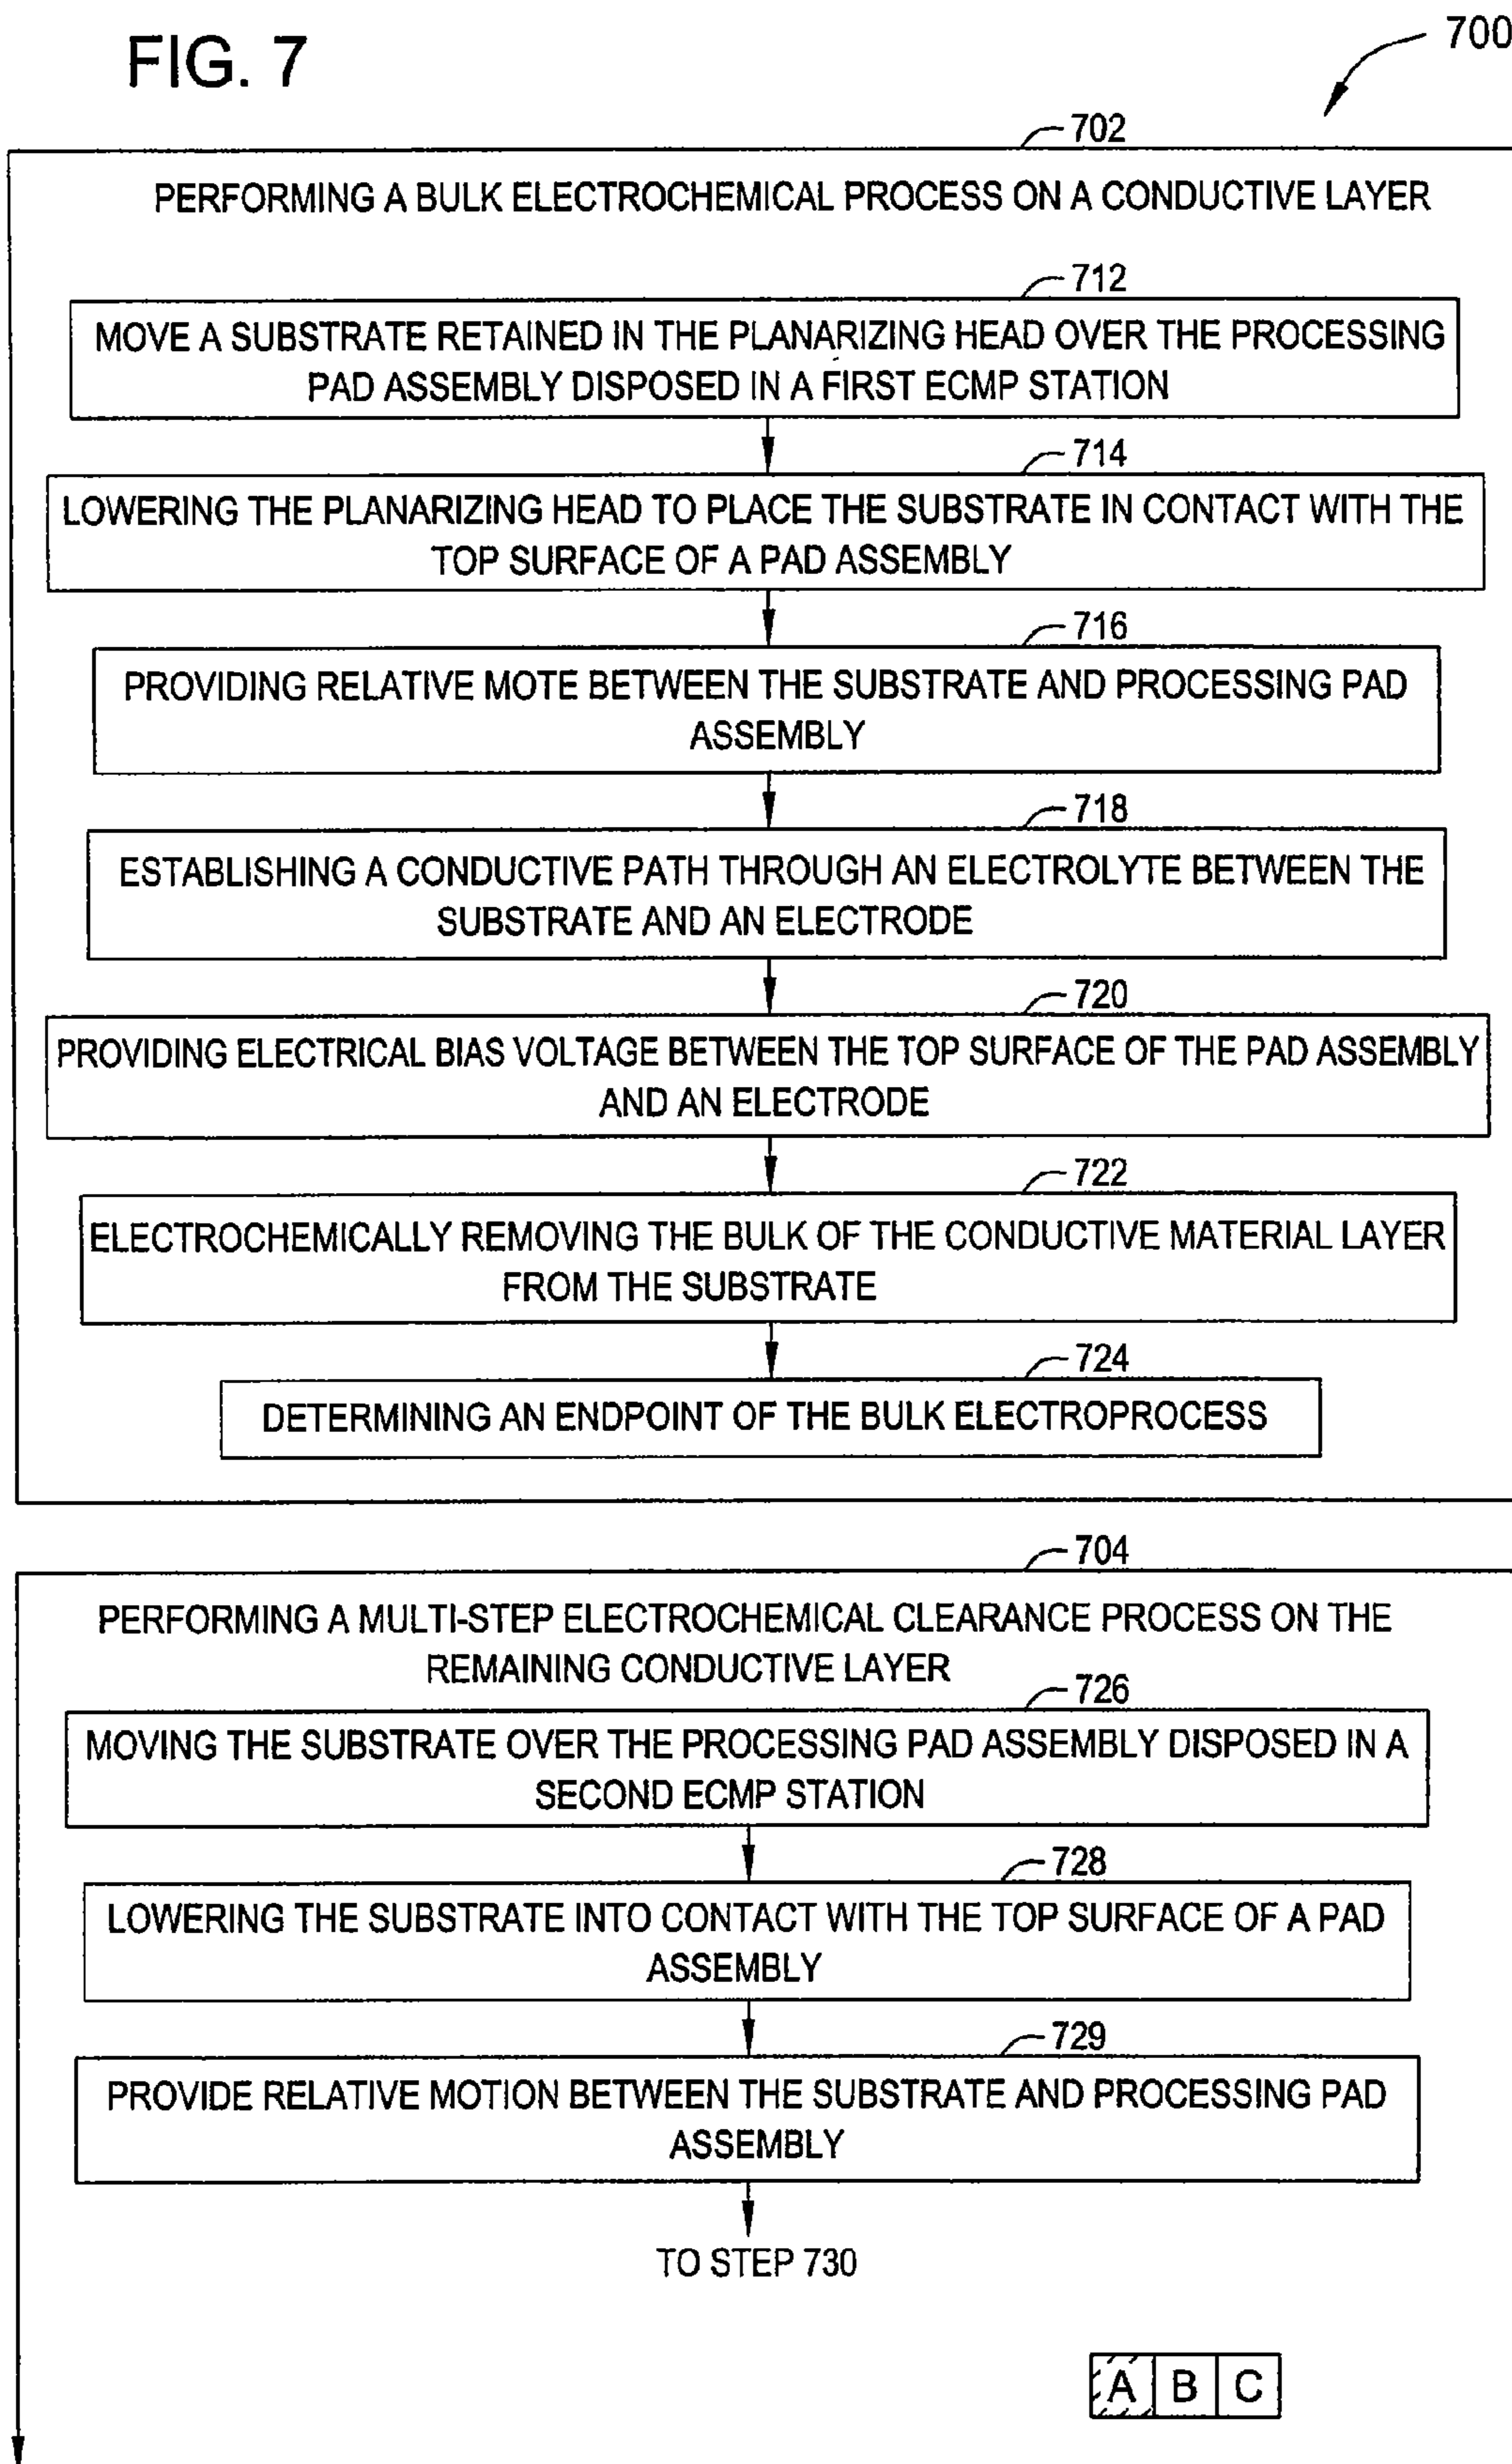 FIG. 7
700
702
PERFORMING A BULK ELECTROCHEMICAL PROCESS ON A CONDUCTIVE LAYER
712
MOVE A SUBSTRATE RETAINED IN THE PLANARIZING HEAD OVER THE PROCESSING
PAD ASSEMBLY DISPOSED IN A FIRST ECMP STATION
714
LOWERING THE PLANARIZING HEAD TO PLACE THE SUBSTRATE IN CONTACT WITH THE
TOP SURFACE OF A PAD ASSEMBLY
716
PROVIDING RELATIVE MOTE BETWEEN THE SUBSTRATE AND PROCESSING PAD
ASSEMBLY
718
ESTABLISHING A CONDUCTIVE PATH THROUGH AN ELECTROLYTE BETWEEN THE
SUBSTRATE AND AN ELECTRODE
720
PROVIDING ELECTRICAL BIAS VOLTAGE BETWEEN THE TOP SURFACE OF THE PAD ASSEMBLY
AND AN ELECTRODE
722
ELECTROCHEMICALLY REMOVING THE BULK OF THE CONDUCTIVE MATERIAL LAYER
FROM THE SUBSTRATE
724
DETERMINING AN ENDPOINT OF THE BULK ELECTROPROCESS
704
PERFORMING A MULTI-STEP ELECTROCHEMICAL CLEARANCE PROCESS ON THE
REMAINING CONDUCTIVE LAYER
726
MOVING THE SUBSTRATE OVER THE PROCESSING PAD ASSEMBLY DISPOSED IN A
SECOND ECMP STATION
728
LOWERING THE SUBSTRATE INTO CONTACT WITH THE TOP SURFACE OF A PAD
ASSEMBLY
729
PROVIDE RELATIVE MOTION BETWEEN THE SUBSTRATE AND PROCESSING PAD
ASSEMBLY
TO STEP 730
A B C